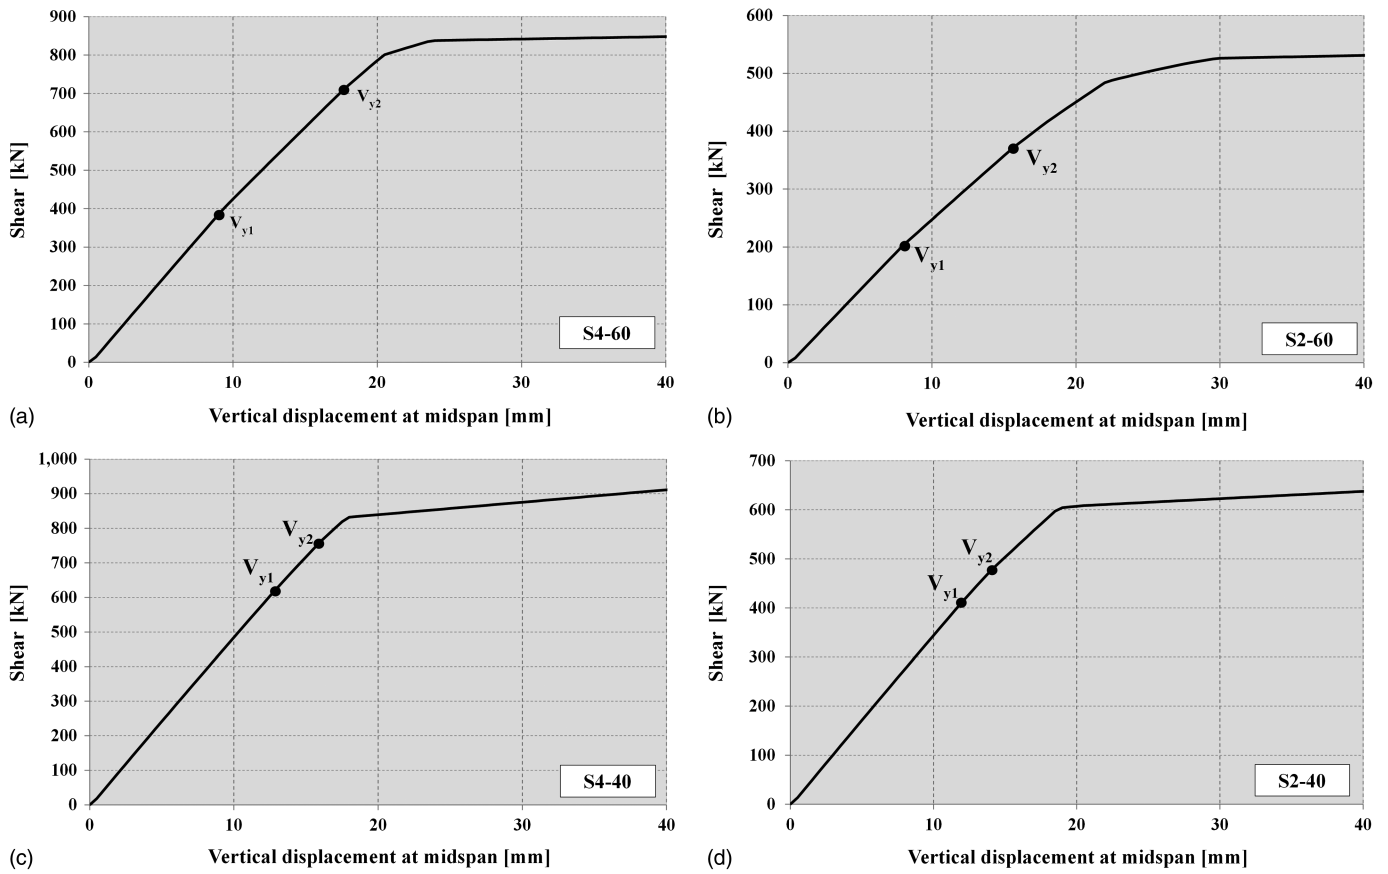 900
800
700
600
500
400
300
200
100
0
Shear [kN]
V y2
V y1
S4-60
0 10 20 30 40
(a) Vertical displacement at midspan [mm]
600
500
400
300
200
100
0
Shear [kN]
V y2
V y1
S2-60
0 10 20 30 40
(b) Vertical displacement at midspan [mm]
1,000
900
800
700
600
500
400
300
200
100
0
Shear [kN]
V y2
V y1
S4-40
0 10 20 30 40
(c) Vertical displacement at midspan [mm]
700
600
500
400
300
200
100
0
Shear [kN]
V y2
V y1
S2-40
0 10 20 30 40
(d) Vertical displacement at midspan [mm]